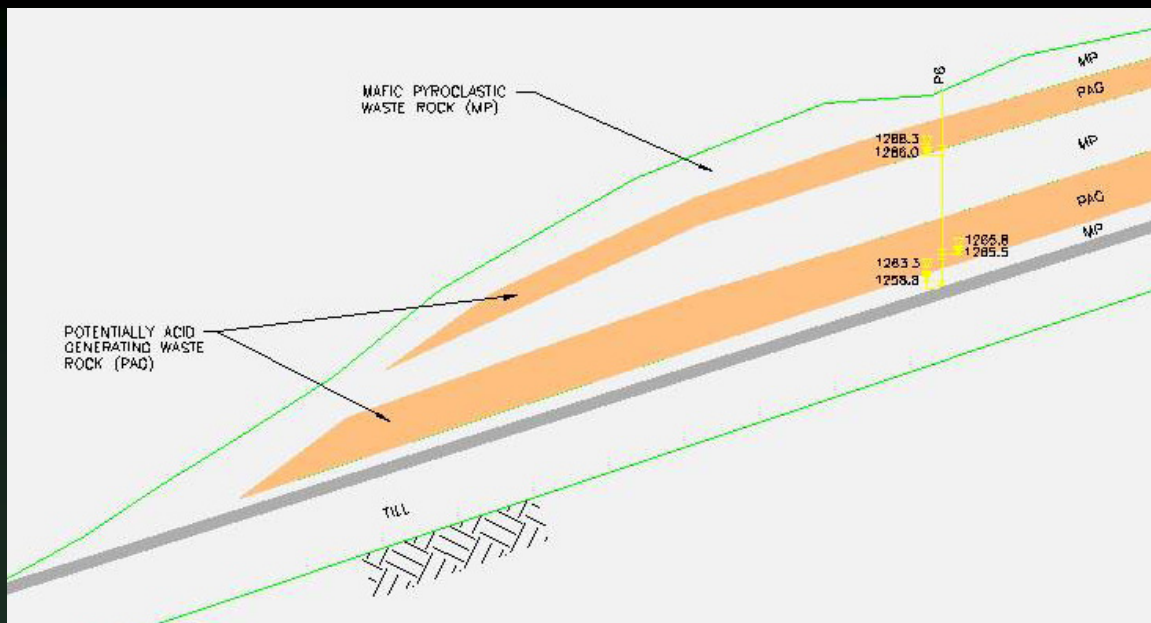 MAFIC PYROCLASTIC
WASTE ROCK (MP)
P6
MP
PAG
MP
PAG
MP
1288.3
1286.0
1265.8
1265.5
1263.3
1258.8
POTENTIALLY ACID
GENERATING WASTE
ROCK (PAG)
TILL